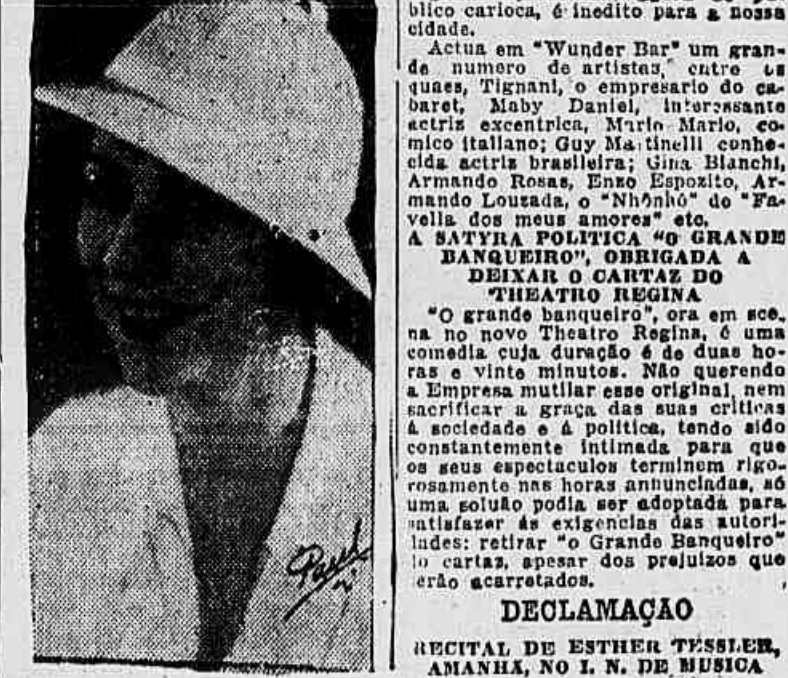 blico carioca, é inedito para a nossa
cidade.
Actua em "Wunder Bar" um gran-
de numero de artistas, entre os
quaes, Tignani, o empresario do ca-
baret, Maby Daniel, interessante
actriz excentrica, Mario Mario, co-
mico italiano; Guy Martinelli conhe-
cida actriz brasileira; Gina Bianchi,
Armando Rosas, Enzo Espozito, Ar-
mando Louzada, o "Nhônhô" de "Fa-
vella dos meus amores" etc.
A SATYRA POLITICA "O GRANDE
BANQUEIRO", OBRIGADA A
DEIXAR O CARTAZ DO
THEATRO REGINA
"O grande banqueiro", ora em sce-
na no novo Theatro Regina, é uma
comedia cuja duração é de duas ho-
ras e vinte minutos. Não querendo
a Empresa mutilar esse original, nem
sacrificar a graça das suas criticas
á sociedade e á politica, tendo sido
constantemente intimada para que
os seus espectaculos terminem rigo-
rosamente nas horas annunciadas, só
uma soluão podia ser adoptada para
satisfazer ás exigencias das autori-
lades: retirar "o Grande Banqueiro"
lo cartaz, apesar dos prejuizos que
erão acarretados.
DECLAMAÇÃO
RECITAL DE ESTHER TESSLER,
AMANHÃ, NO I. N. DE MUSICA